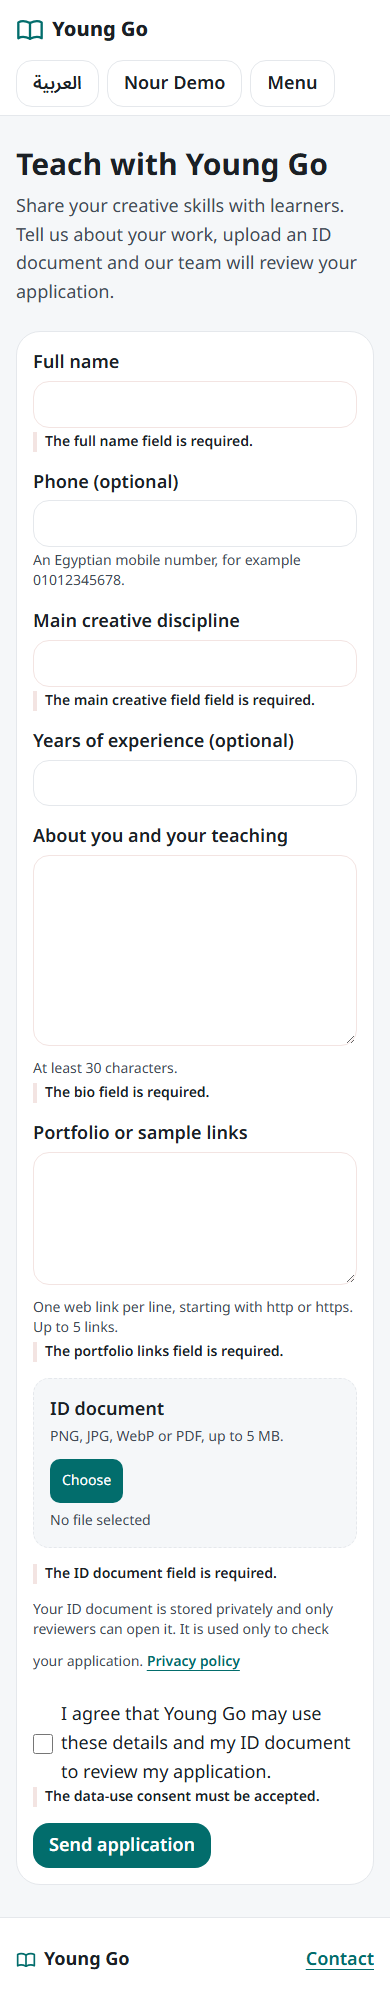 Young Go
العربية
Nour Demo
Menu
Teach with Young Go
Share your creative skills with learners.
Tell us about your work, upload an ID
document and our team will review your
application.
Full name
The full name field is required.
Phone (optional)
An Egyptian mobile number, for example
01012345678.
Main creative discipline
The main creative field field is required.
Years of experience (optional)
About you and your teaching
At least 30 characters.
The bio field is required.
Portfolio or sample links
One web link per line, starting with http or https.
Up to 5 links.
The portfolio links field is required.
ID document
PNG, JPG, WebP or PDF, up to 5 MB.
Choose
No file selected
The ID document field is required.
Your ID document is stored privately and only
reviewers can open it. It is used only to check
your application. Privacy policy
I agree that Young Go may use
these details and my ID document
to review my application.
The data-use consent must be accepted.
Send application
Young Go
Contact